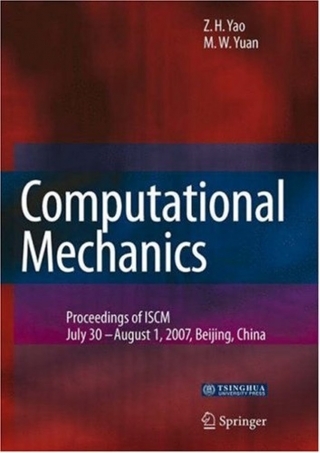 Z. H. Yao
M. W. Yuan
Computational
Mechanics
Proceedings of ISCM
July 30 – August 1, 2007, Beijing, China
TSINGHUA
UNIVERSITY PRESS
Springer